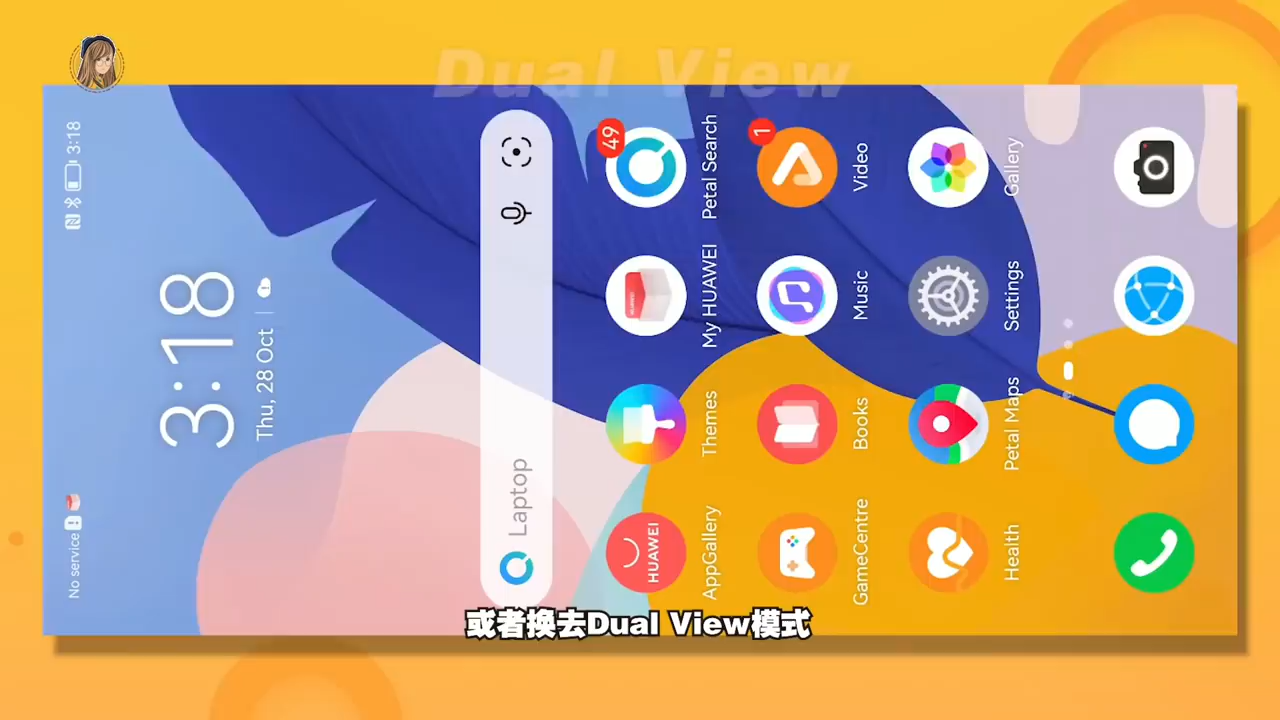 Dual View
3:18
No service
3:18
Thu, 28 Oct
Laptop
49
1
AppGallery
Themes
My HUAWEI
Petal Search
HUAWEI
GameCentre
Books
Music
Video
Health
Petal Maps
Settings
Gallery
或者换去Dual View模式